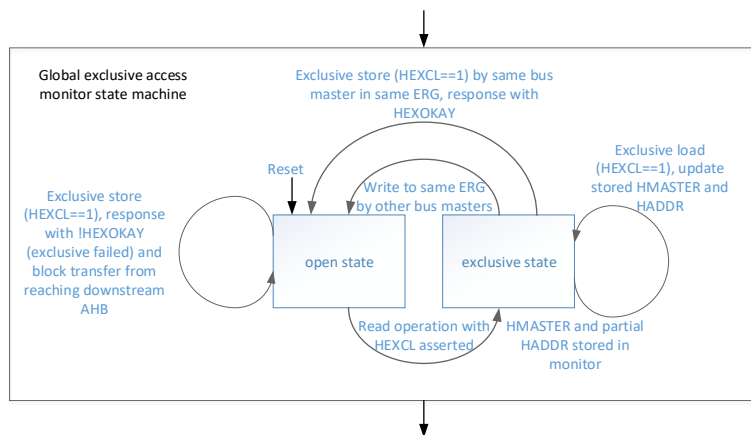 Global exclusive access
monitor state machine
Exclusive store (HEXCL==1) by same bus
master in same ERG, response with
HEXOKAY
Exclusive load
(HEXCL==1), update
stored HMASTER and
HADDR
Reset
Write to same ERG
by other bus masters
Exclusive store
(HEXCL==1), response
with !HEXOKAY
(exclusive failed) and
block transfer from
reaching downstream
AHB
open state
exclusive state
Read operation with
HEXCL asserted
HMASTER and partial
HADDR stored in
monitor